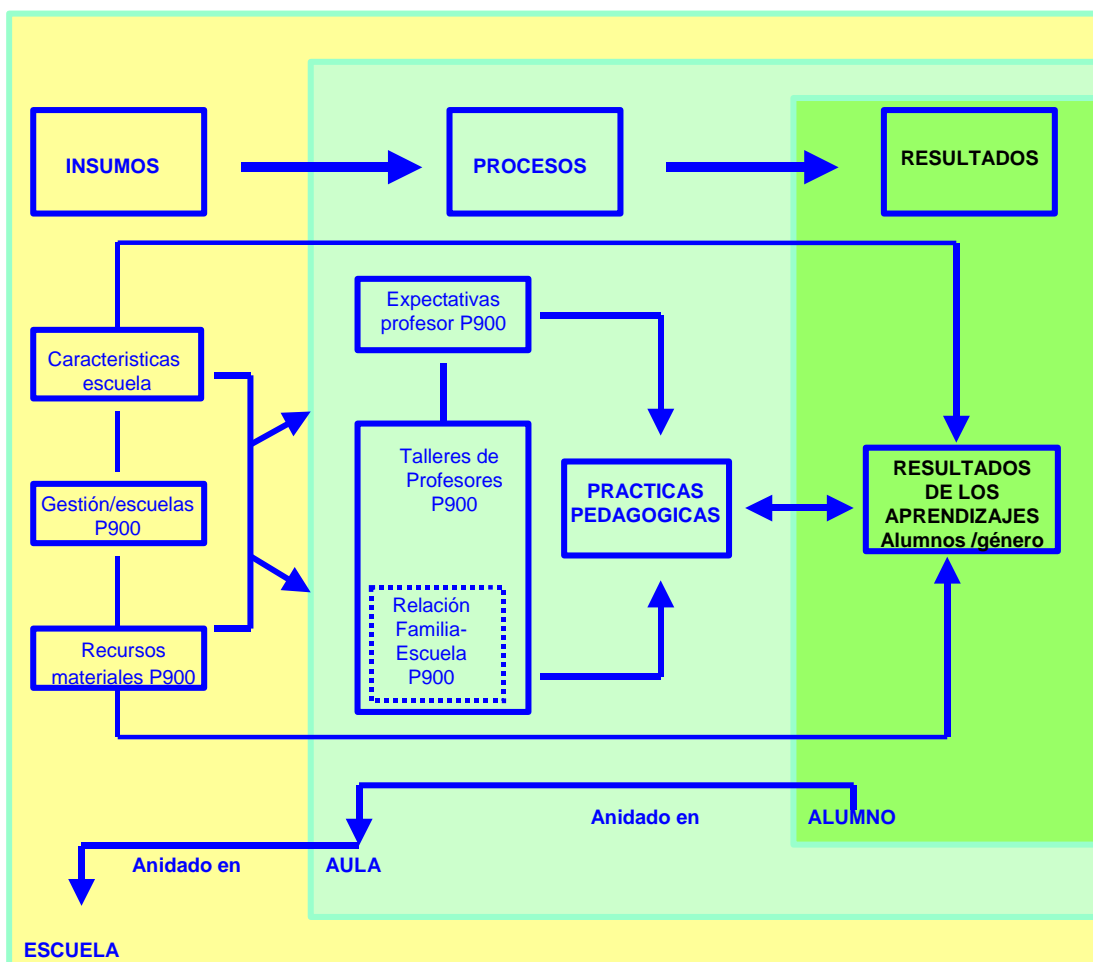 INSUMOS
PROCESOS
RESULTADOS
Expectativas
profesor P900
Caracteristicas
escuela
Talleres de
Profesores
P900
Gestión/escuelas
P900
PRACTICAS
PEDAGOGICAS
RESULTADOS
DE LOS
APRENDIZAJES
Alumnos /género
Relación
Familia-
Escuela
P900
Recursos
materiales P900
Anidado en
ALUMNO
Anidado en
AULA
ESCUELA